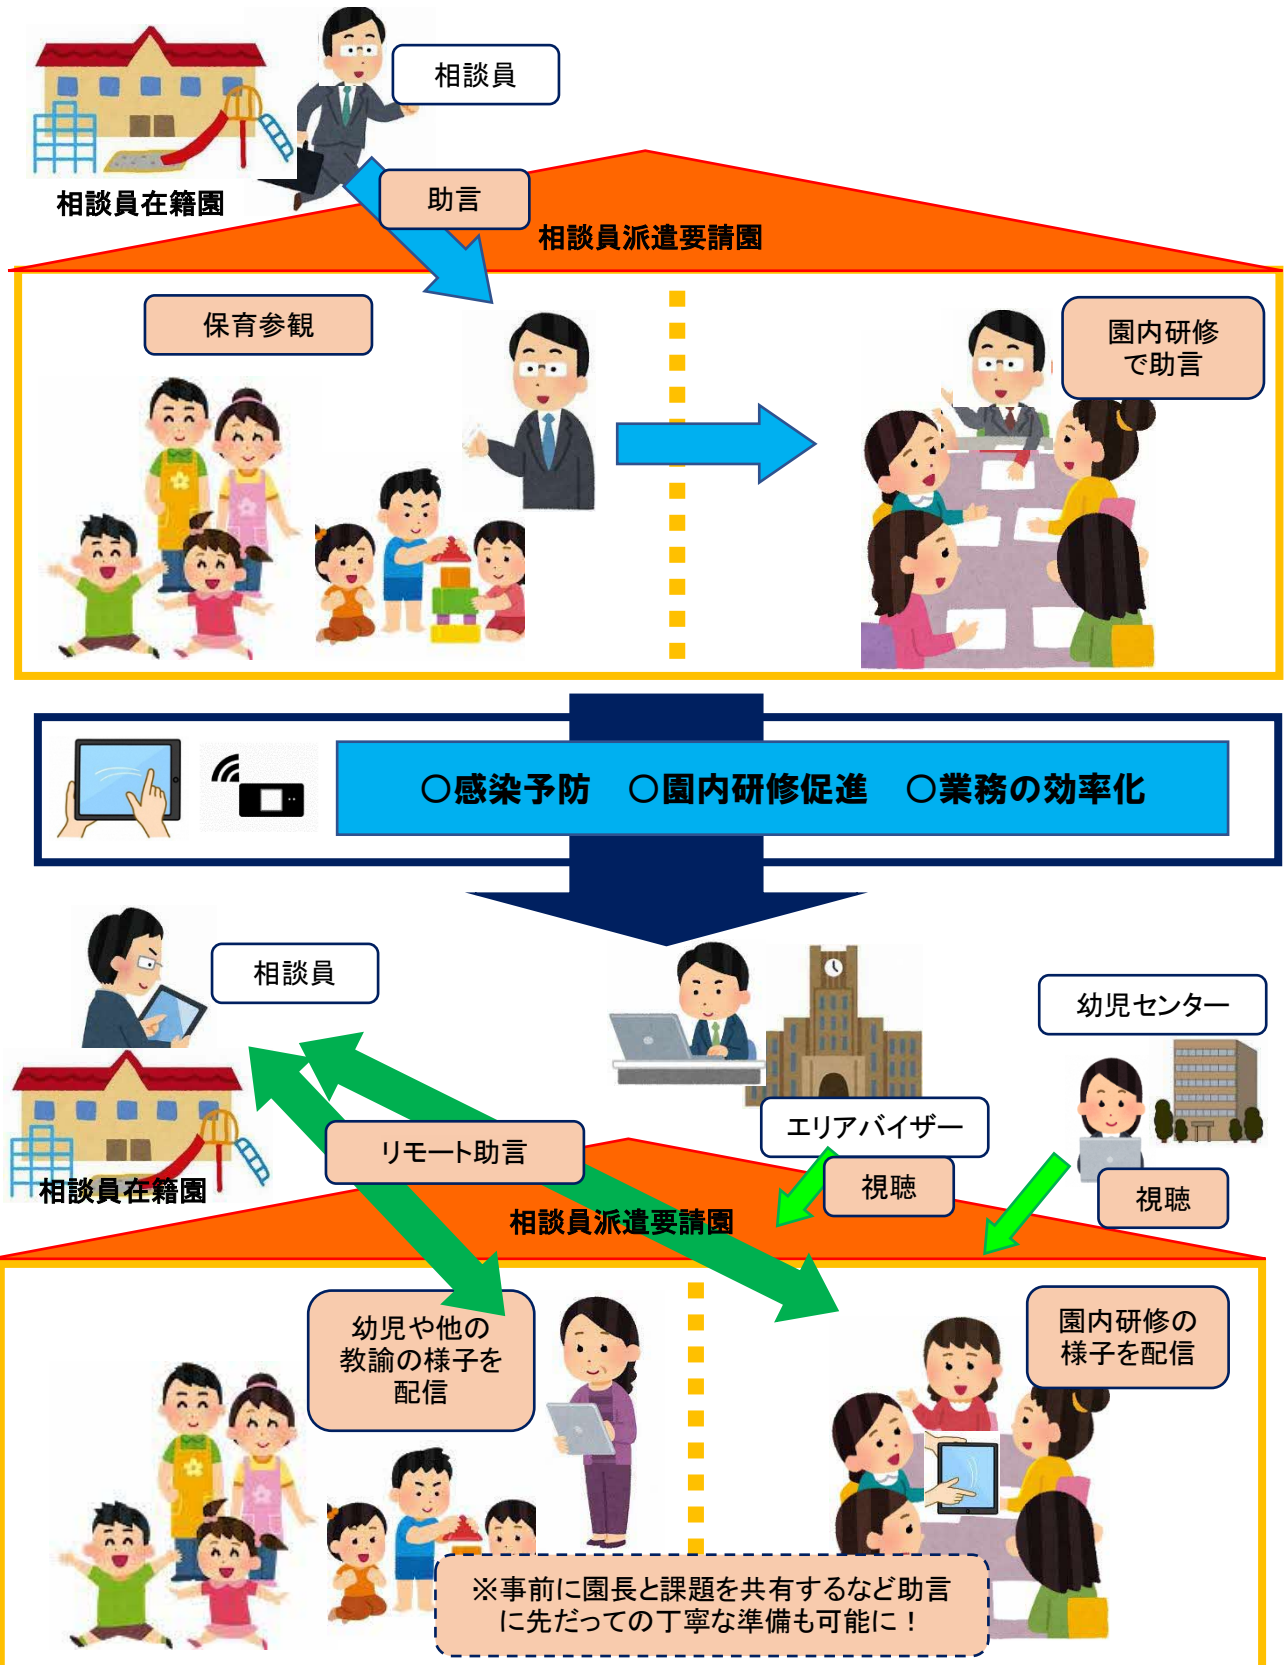 相談員
相談員在籍園
助言
相談員派遣要請園
保育参観
園内研修
で助言
○感染予防　○園内研修促進　○業務の効率化
相談員
幼児センター
エリアバイザー
リモート助言
視聴
視聴
相談員在籍園
相談員派遣要請園
幼児や他の
教諭の様子を
配信
園内研修の
様子を配信
※事前に園長と課題を共有するなど助言
に先だっての丁寧な準備も可能に！